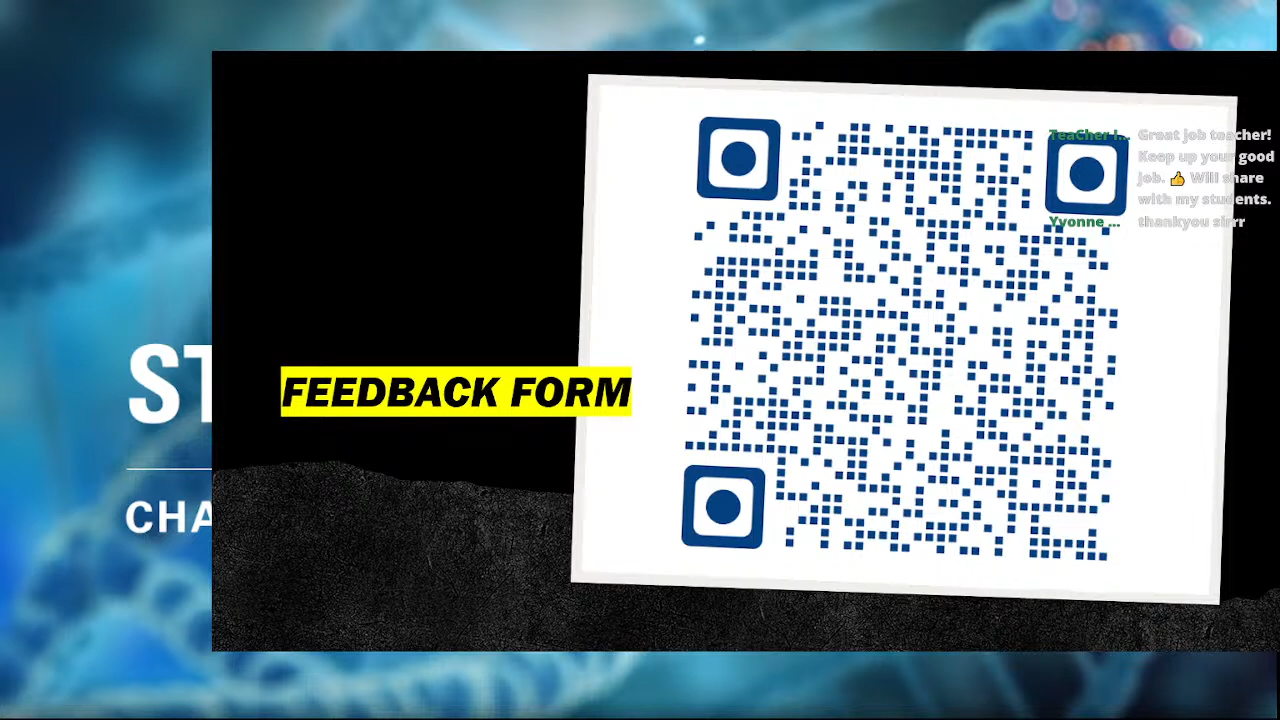 TeaCher I... Great job teacher!
Keep up your good
job. 👍 Will share
with my students.
Yvonne ... thankyou sirrr
ST
FEEDBACK FORM
CHA